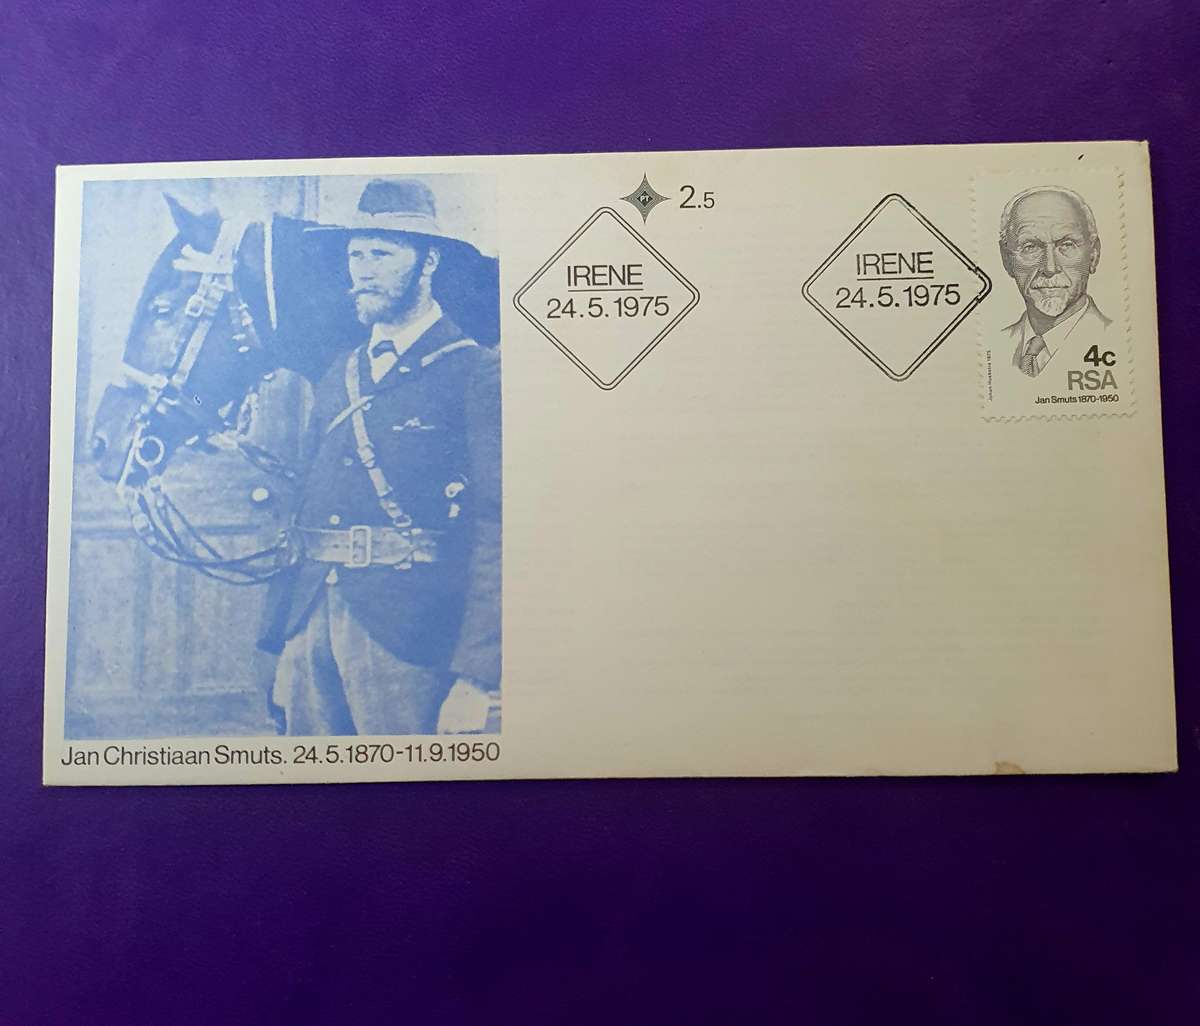 PT
2.5
IRENE
24.5.1975
IRENE
24.5.1975
4c
RSA
Jan Smuts 1870-1950
Jan Christiaan Smuts. 24.5.1870-11.9.1950